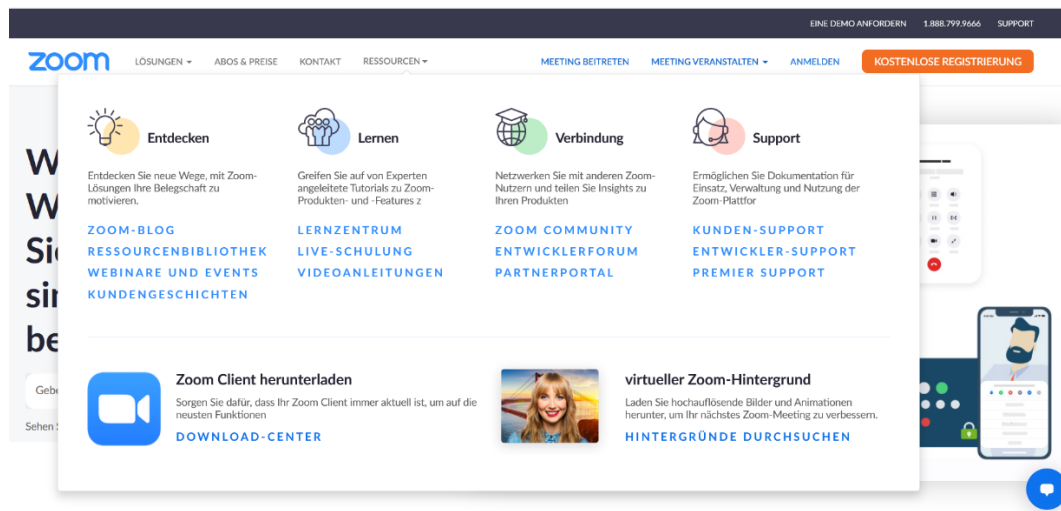 EINE DEMO ANFORDERN 1.888.799.9666 SUPPORT
zoom LÖSUNGEN ABOS & PREISE KONTAKT RESSOURCEN MEETING BEITRETEN MEETING VERANSTALTEN ANMELDEN KOSTENLOSE REGISTRIERUNG
Entdecken
Entdecken Sie neue Wege, mit Zoom-
Lösungen Ihre Belegschaft zu
motivieren.
ZOOM-BLOG
RESSOURCENBIBLIOTHEK
WEBINARE UND EVENTS
KUNDENGESCHICHTEN
Lernen
Greifen Sie auf von Experten
angeleitete Tutorials zu Zoom-
Produkten- und -Features z
LERNZENTRUM
LIVE-SCHULUNG
VIDEOANLEITUNGEN
Verbindung
Netzwerken Sie mit anderen Zoom-
Nutzern und teilen Sie Insights zu
Ihren Produkten
ZOOM COMMUNITY
ENTWICKLERFORUM
PARTNERPORTAL
Support
Ermöglichen Sie Dokumentation für
Einsatz, Verwaltung und Nutzung der
Zoom-Plattfor
KUNDEN-SUPPORT
ENTWICKLER-SUPPORT
PREMIER SUPPORT
W
W
Si
sin
be
Gebe
Sehen
Zoom Client herunterladen
Sorgen Sie dafür, dass Ihr Zoom Client immer aktuell ist, um auf die
neusten Funktionen
DOWNLOAD-CENTER
virtueller Zoom-Hintergrund
Laden Sie hochauflösende Bilder und Animationen
herunter, um Ihr nächstes Zoom-Meeting zu verbessern.
HINTERGRÜNDE DURCHSUCHEN